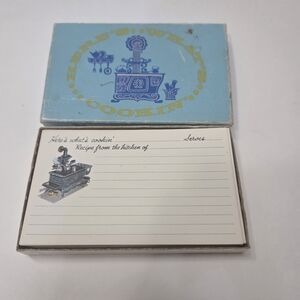 HERE'S WHAT'S
COOKIN'
Here's what's cookin' Serves
Recipe from the kitchen of